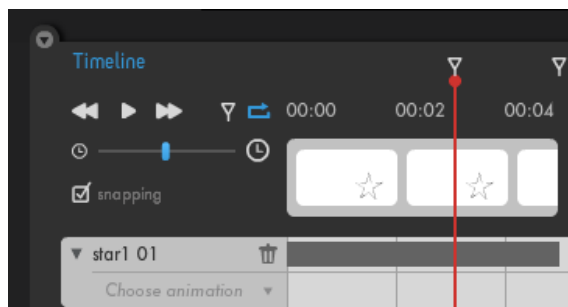 Timeline
00:00 00:02 00:04
snapping
star1 01
Choose animation